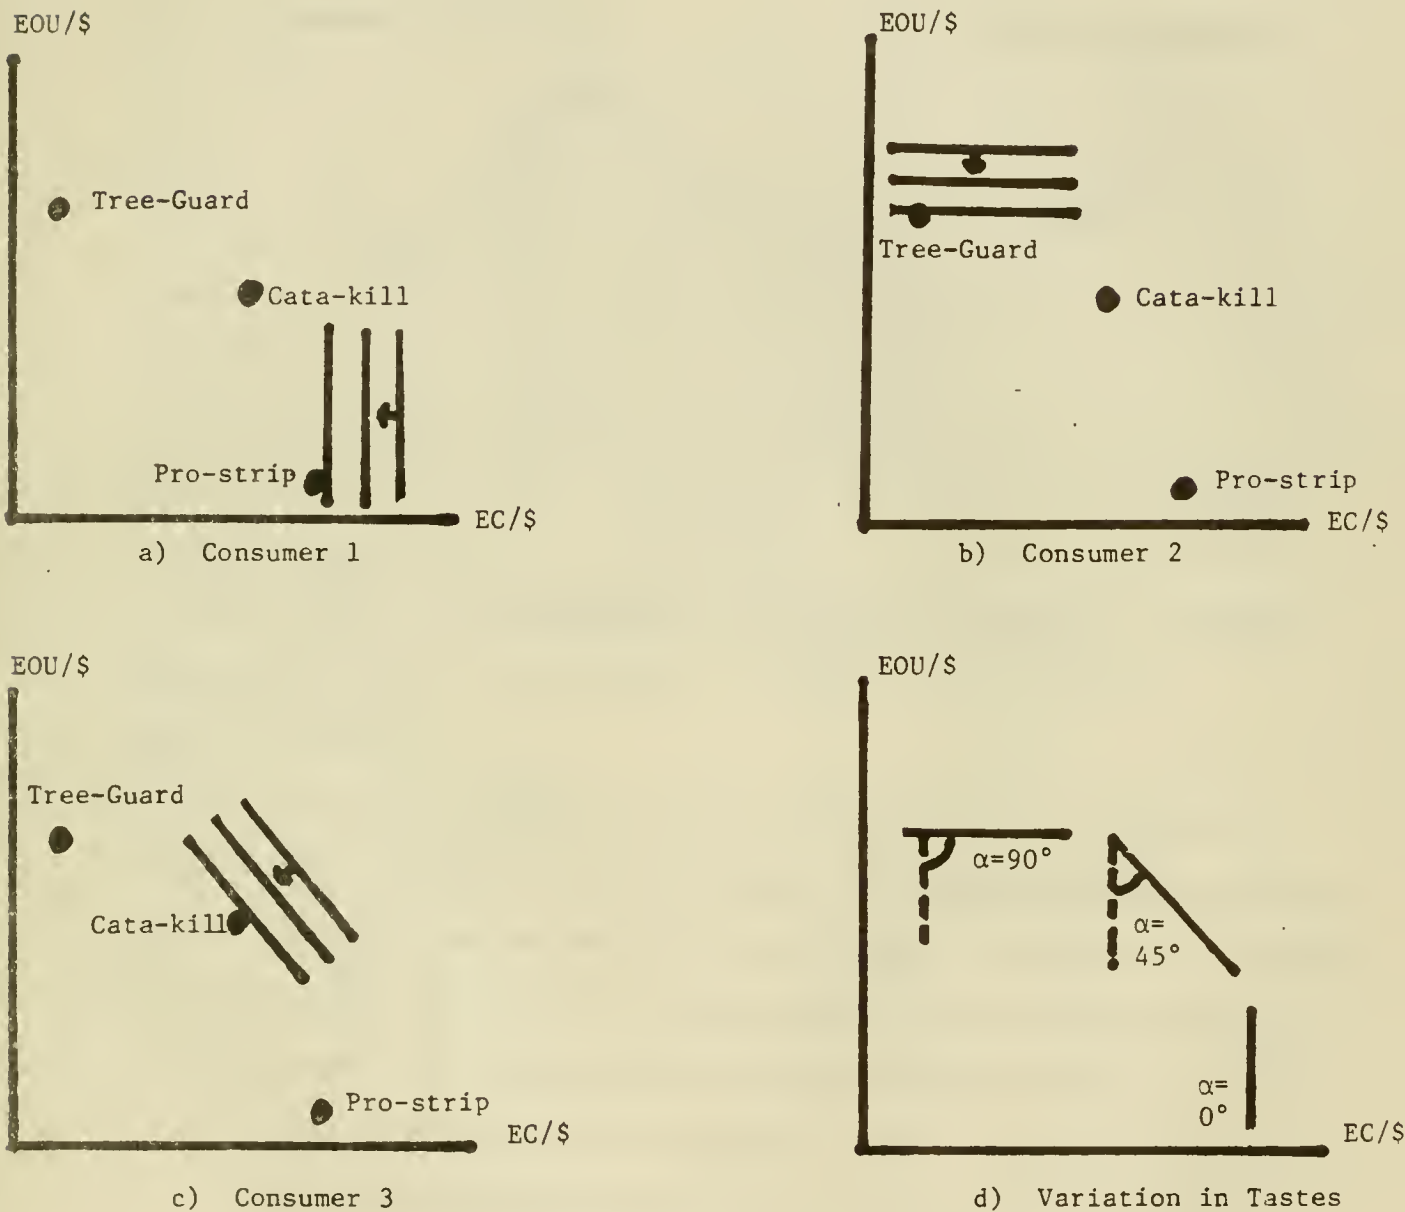 EOU/$
Tree-Guard
Cata-kill
Pro-strip
EC/$
a) Consumer 1
EOU/$
Tree-Guard
Cata-kill
Pro-strip
EC/$
b) Consumer 2
EOU/$
Tree-Guard
Cata-kill
Pro-strip
EC/$
c) Consumer 3
EOU/$
α=90°
α=
45°
α=
0°
EC/$
d) Variation in Tastes